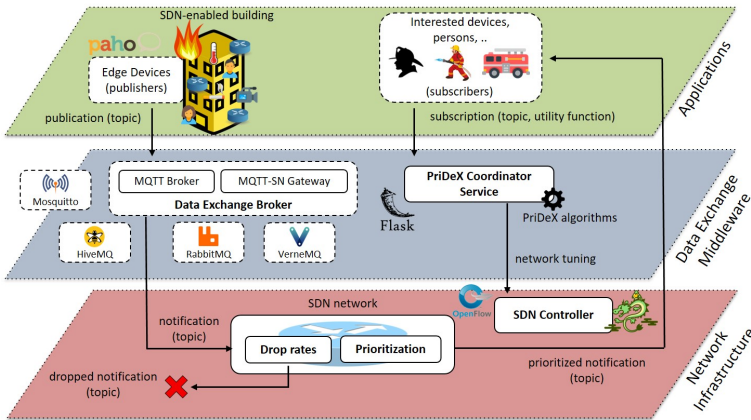 SDN-enabled building
paho
Edge Devices
(publishers)
Interested devices,
persons, ..
(subscribers)
publication (topic)
subscription (topic, utility function)
Applications
Mosquitto
MQTT Broker
MQTT-SN Gateway
Data Exchange Broker
PriDeX Coordinator
Service
Flask
PriDeX algorithms
HiveMQ
RabbitMQ
VerneMQ
network tuning
Data Exchange
Middleware
SDN network
OpenFlow
SDN Controller
notification
(topic)
Drop rates
Prioritization
prioritized notification
(topic)
dropped notification
(topic)
Network
Infrastructure